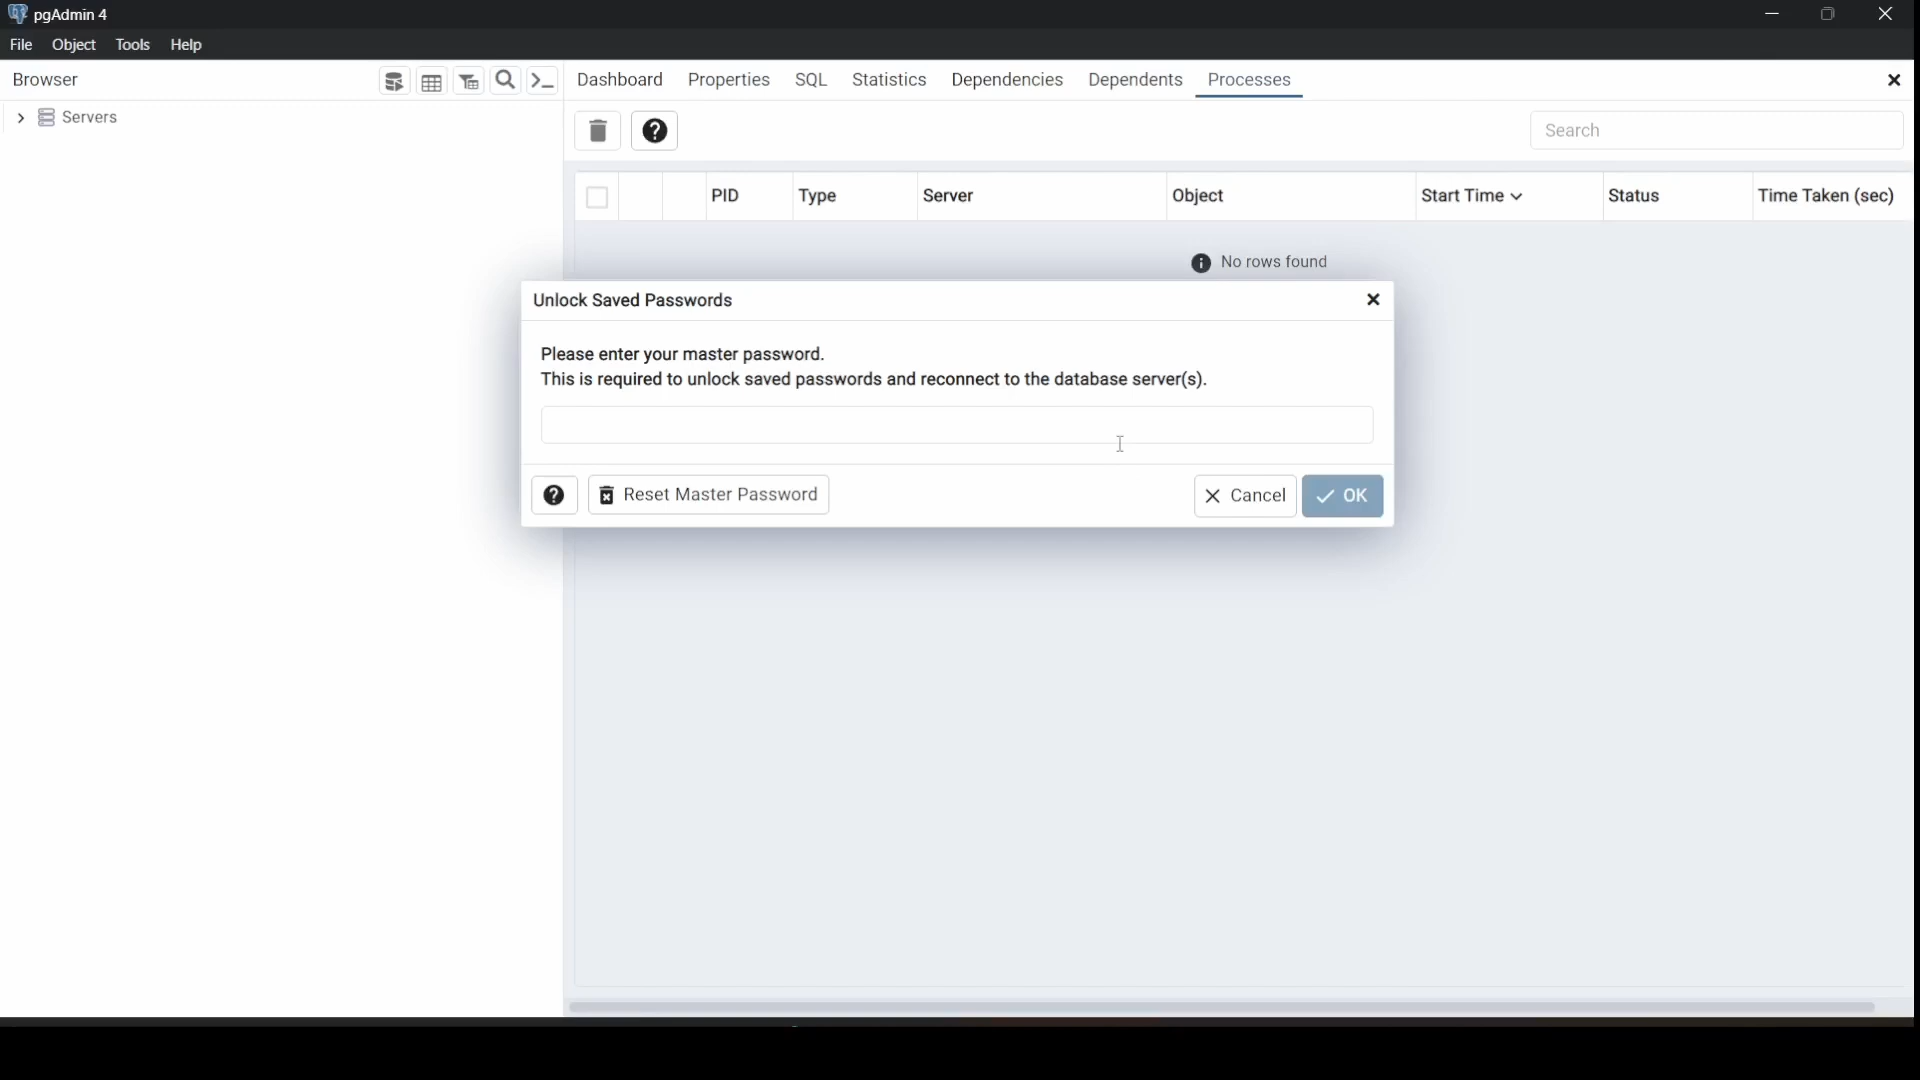 pgAdmin 4
File Object Tools Help
Browser
Dashboard Properties SQL Statistics Dependencies Dependents Processes
Servers
Search
PID Type Server Object Start Time Status Time Taken (sec)
No rows found
Unlock Saved Passwords
Please enter your master password.
This is required to unlock saved passwords and reconnect to the database server(s).
Reset Master Password Cancel OK